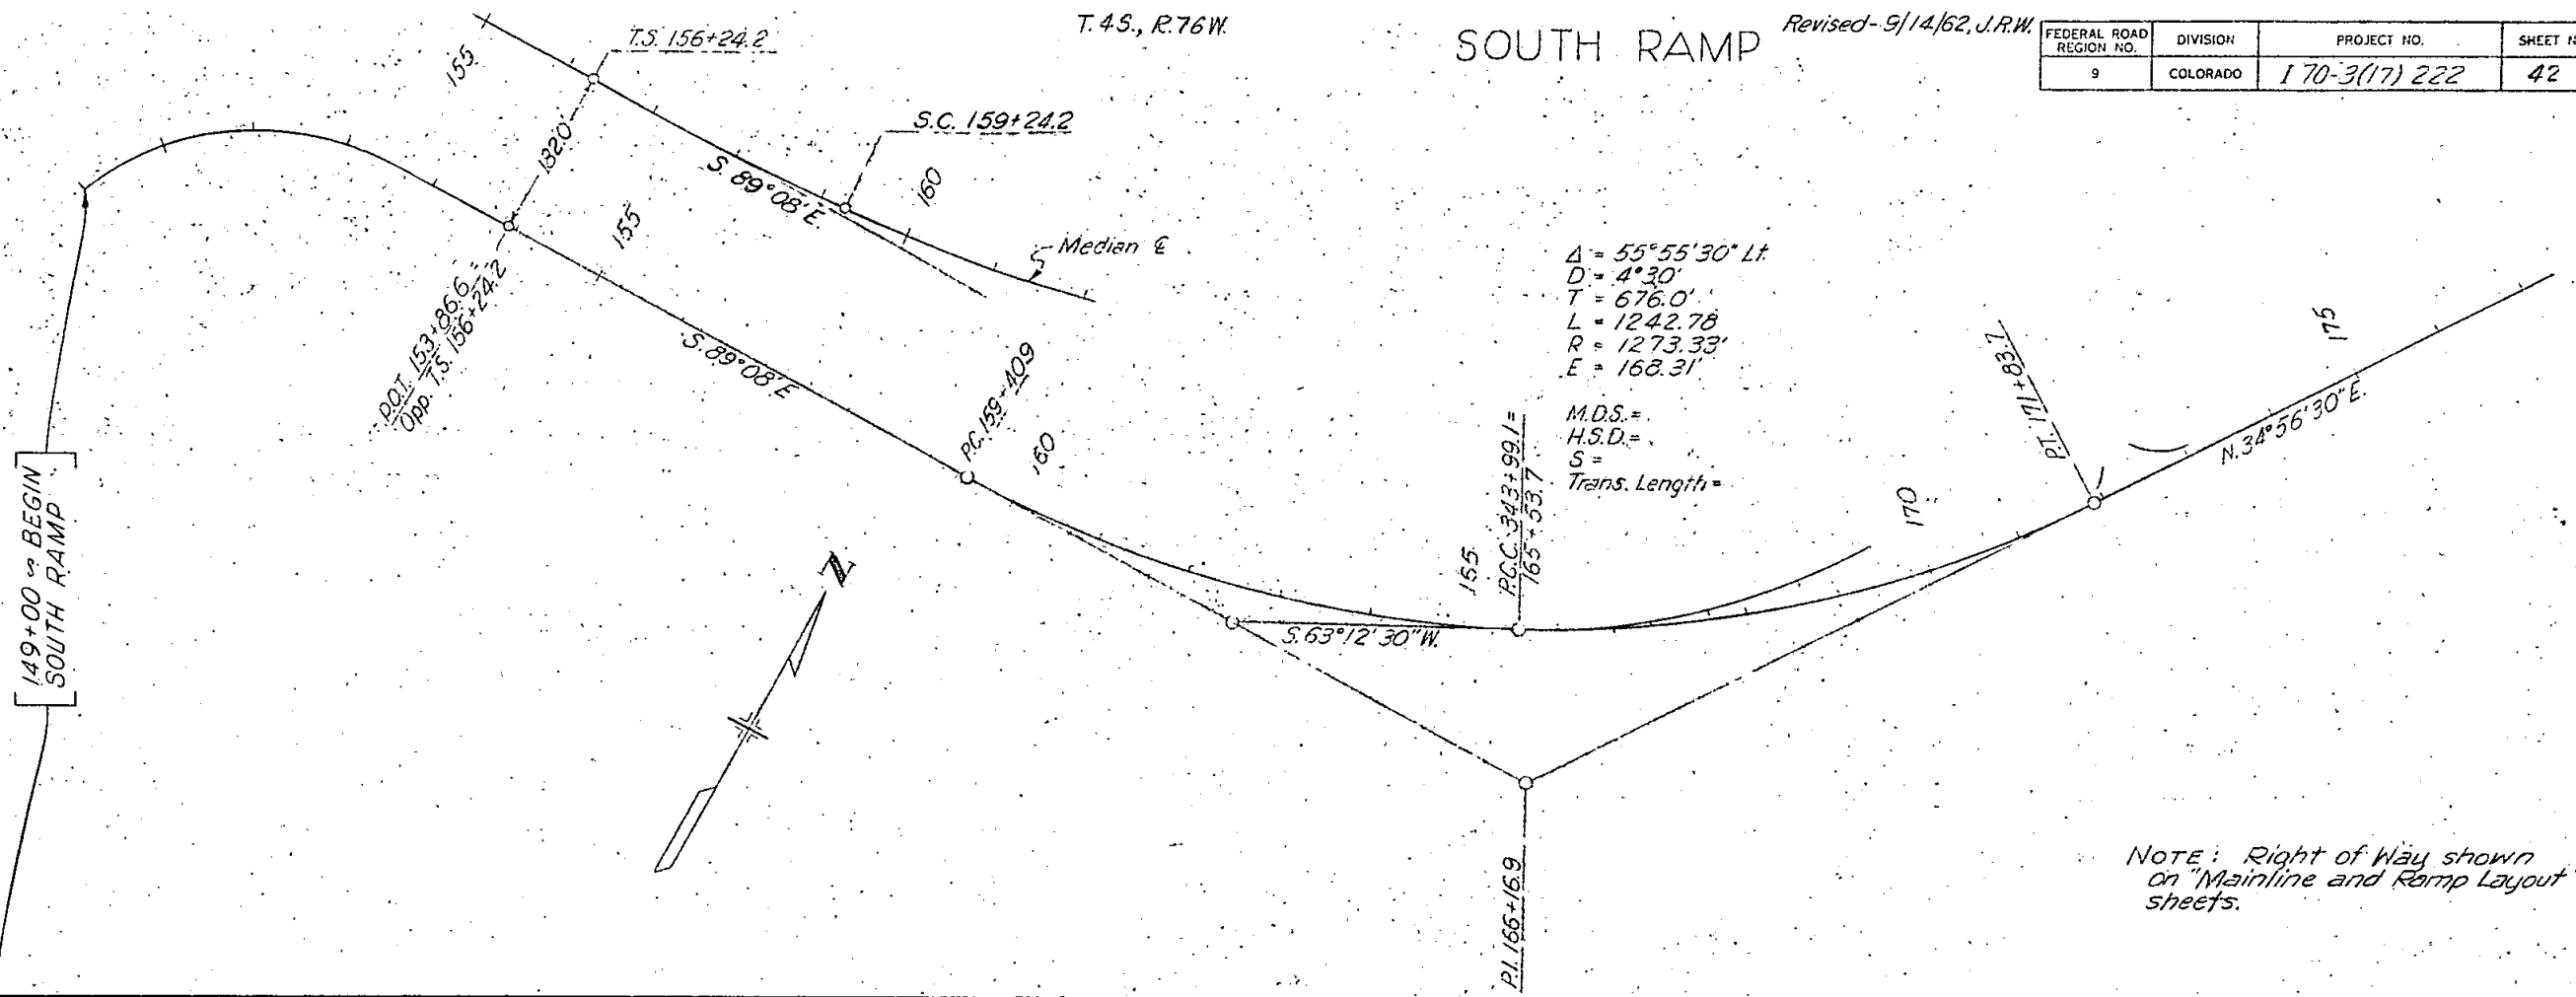 T. 4 S., R. 76 W.
SOUTH RAMP
Revised - 9/14/62, J.R.W.
FEDERAL ROAD REGION NO.
DIVISION
PROJECT NO.
SHEET N
9
COLORADO
I 70-3(17) 222
42
155
T.S. 156+24.2
182.0'
S.C. 159+24.2
S. 89°08' E.
160
Median ℄
P.O.T. 153+86.6 =
Opp. T.S. 156+24.2
155
S. 89°08' E
P.C. 159+40.9
160
Δ = 55°55'30" Lt.
D = 4°30'
T = 676.0'
L = 1242.78
R = 1273.33'
E = 168.31'
M.D.S. =
H.S.D. =
S =
Trans. Length =
165
P.C.C. 343+99.1 =
165+53.7
S. 63°12'30" W.
170
P.T. 171+83.7
175
N. 34°56'30" E.
149+00 BEGIN
SOUTH RAMP
N
P.I. 166+16.9
NOTE: Right of Way shown
on "Mainline and Ramp Layout"
sheets.